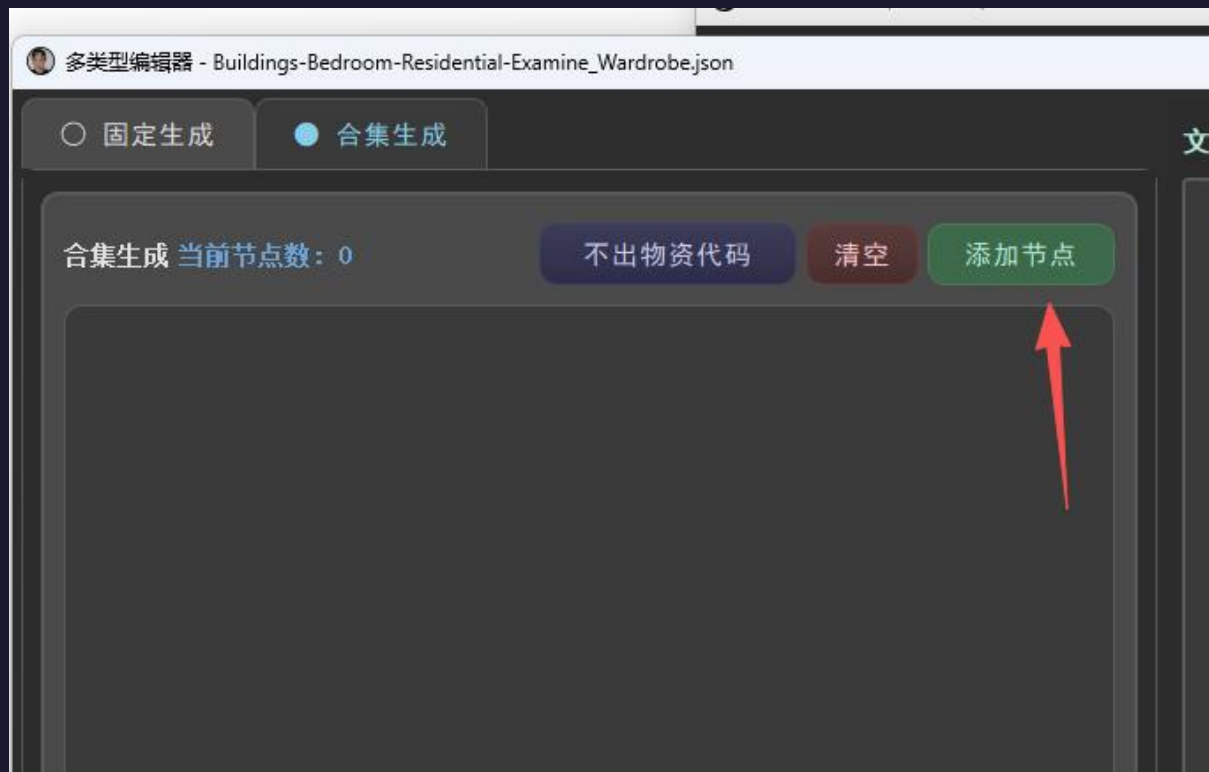 多类型编辑器 - Buildings-Bedroom-Residential-Examine_Wardrobe.json
固定生成
合集生成
文
合集生成 当前节点数: 0
不出物资代码
清空
添加节点